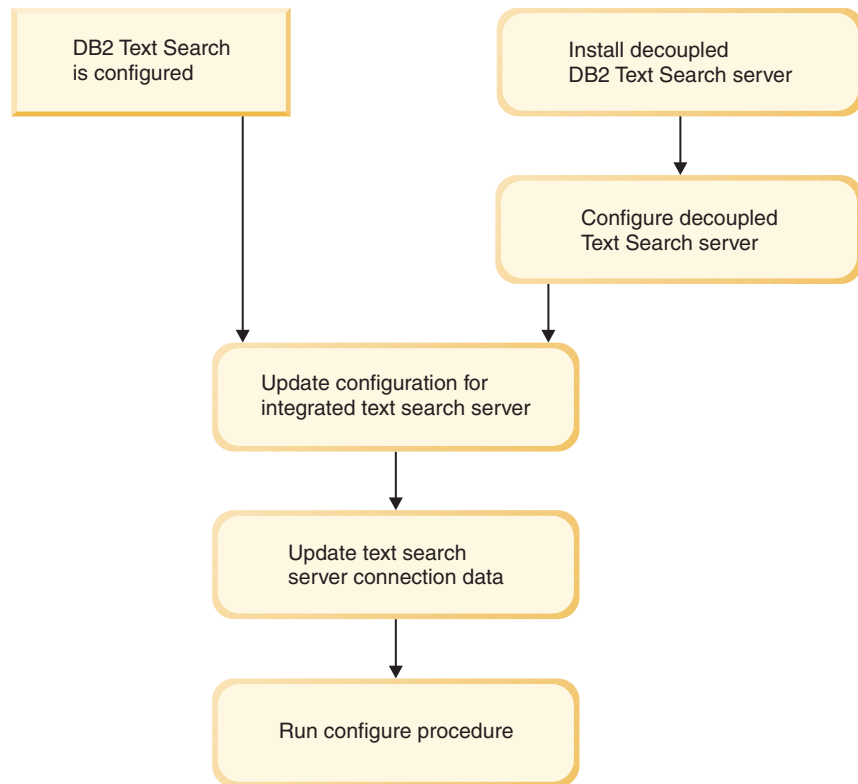 DB2 Text Search
is configured
Install decoupled
DB2 Text Search server
Configure decoupled
Text Search server
Update configuration for
integrated text search server
Update text search
server connection data
Run configure procedure